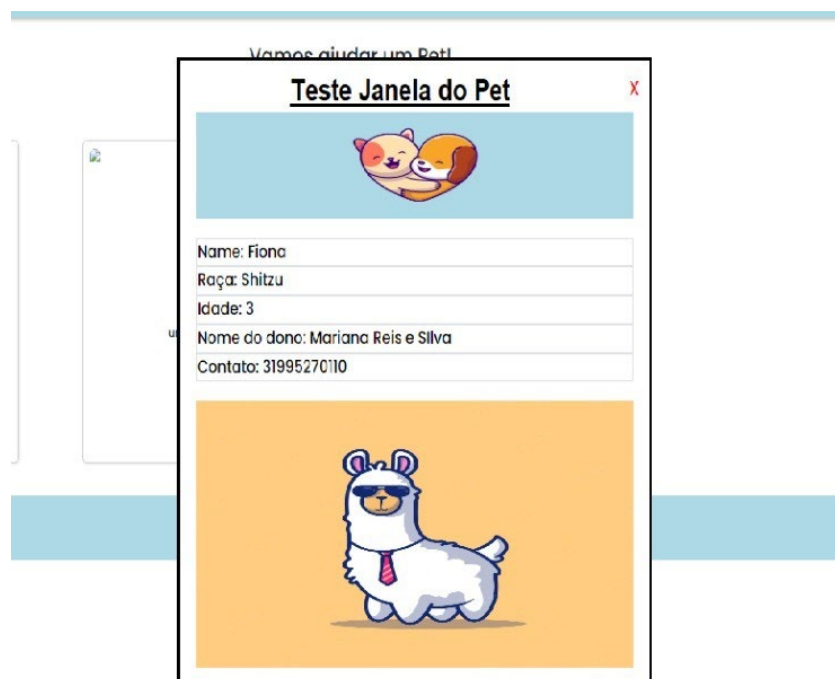 Vamos ajudar um Pet!
Teste Janela do Pet
X
Name: Fiona
Raça: Shitzu
Idade: 3
Nome do dono: Mariana Reis e SIlva
Contato: 31995270110